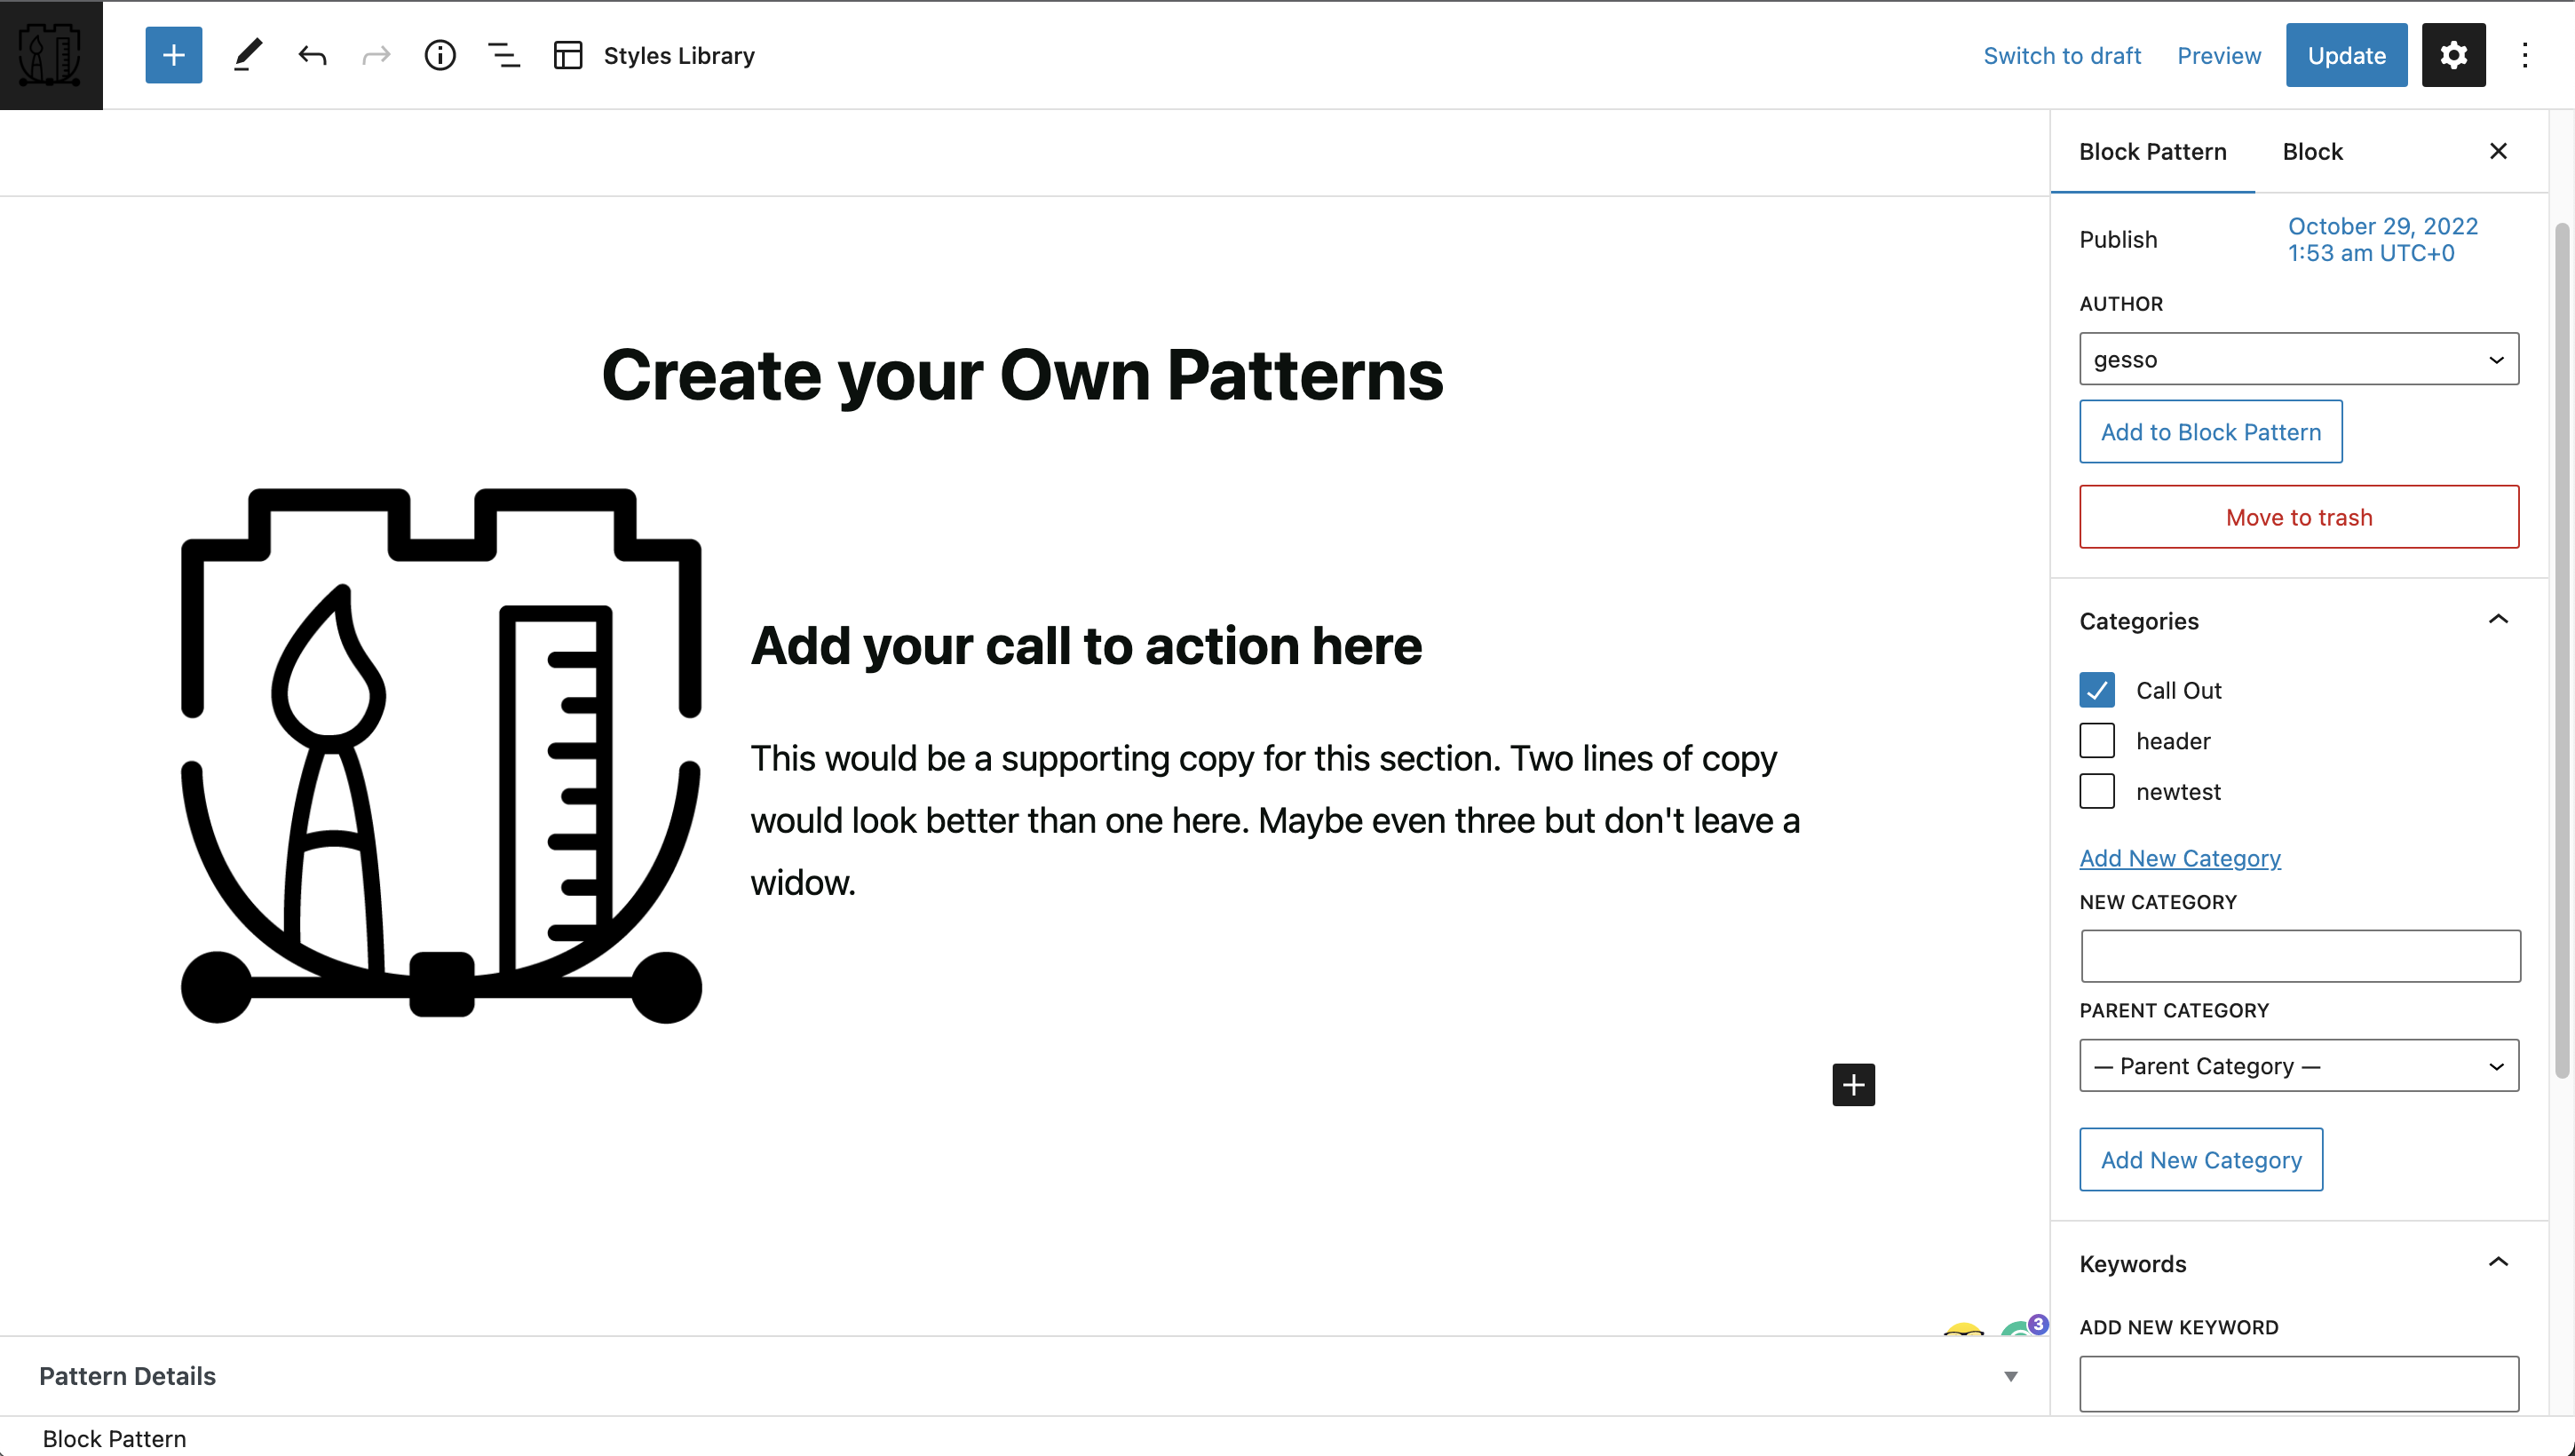 Styles Library
Switch to draft
Preview
Update
Block Pattern
Block
Publish
October 29, 2022
1:53 am UTC+0
AUTHOR
gesso
Add to Block Pattern
Move to trash
Create your Own Patterns
Add your call to action here
This would be a supporting copy for this section. Two lines of copy
would look better than one here. Maybe even three but don't leave a
widow.
Categories
Call Out
header
newtest
Add New Category
NEW CATEGORY
PARENT CATEGORY
— Parent Category —
Add New Category
Keywords
ADD NEW KEYWORD
3
Pattern Details
Block Pattern